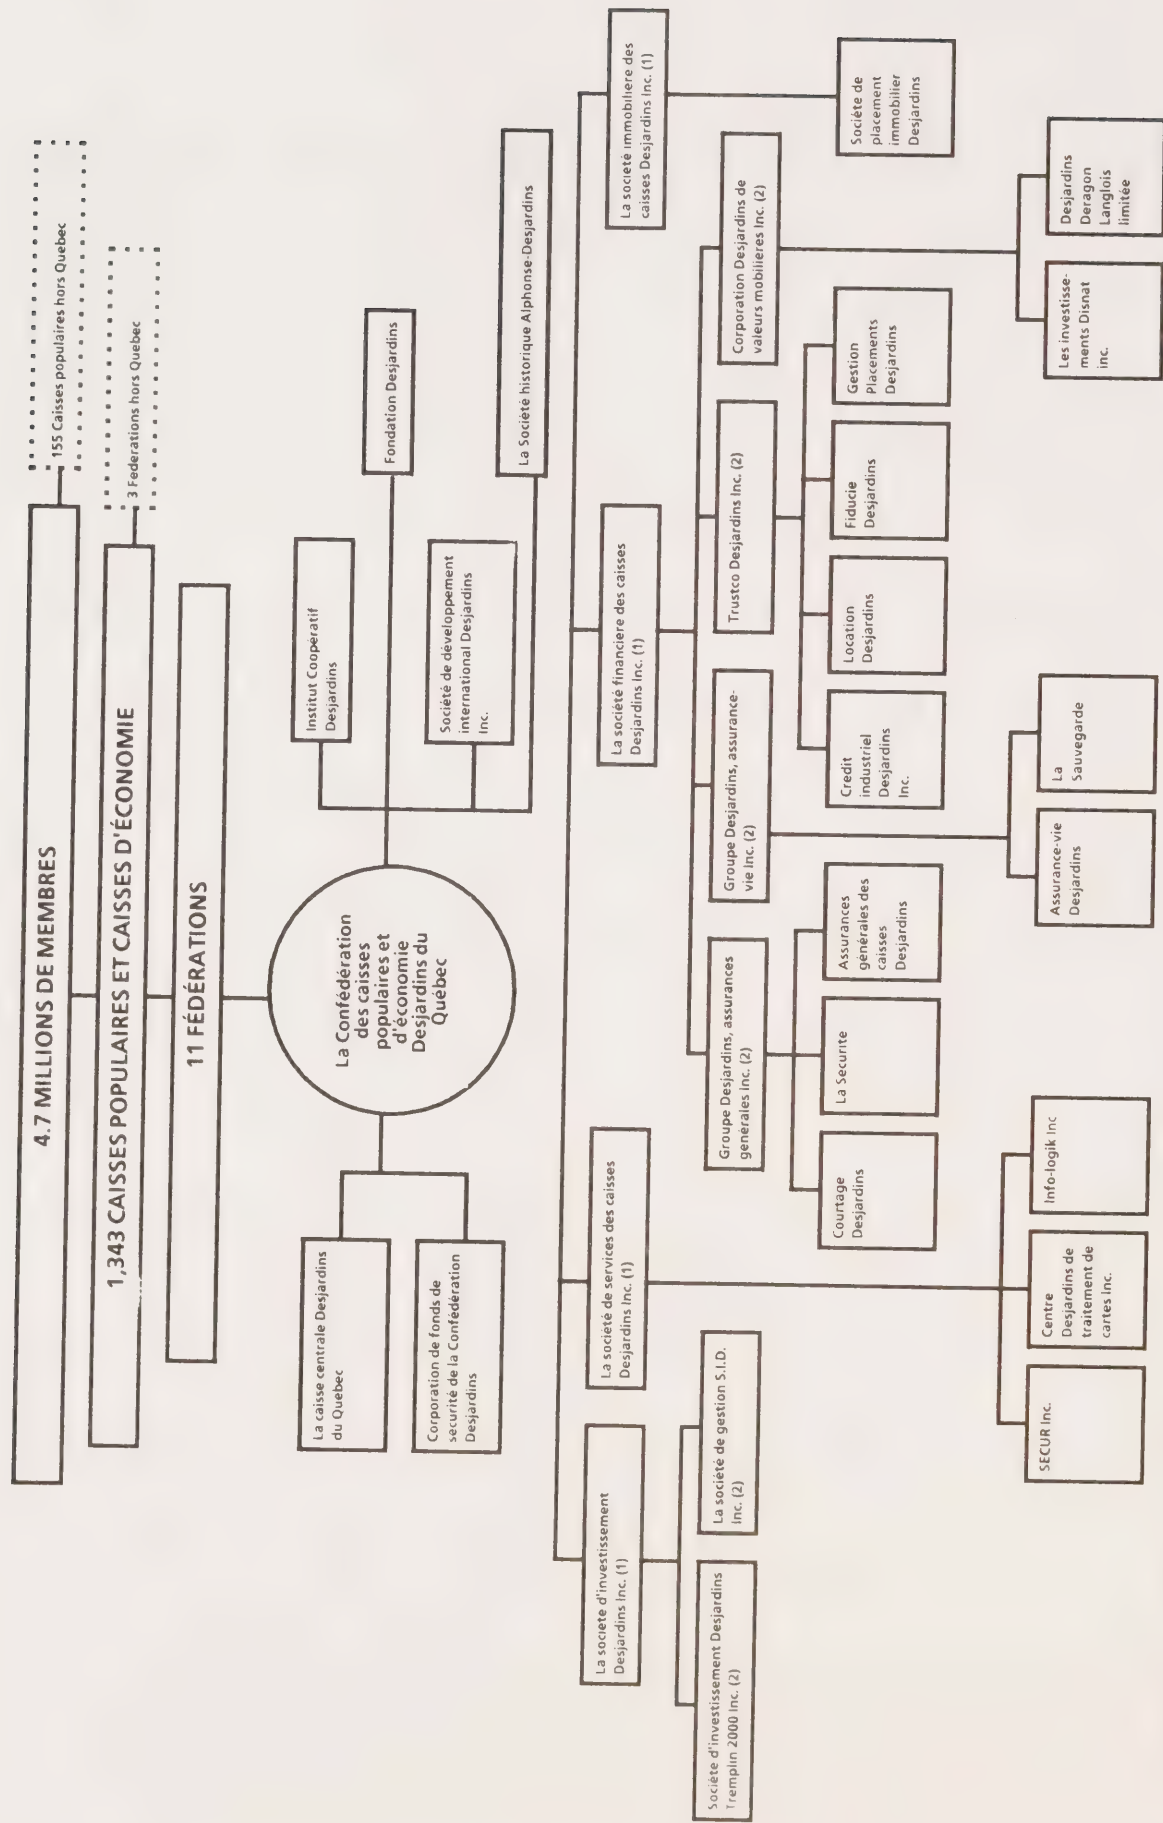 4.7 MILLIONS DE MEMBRES
155 Caisses populaires hors Quebec
1,343 CAISSES POPULAIRES ET CAISSES D'ÉCONOMIE
3 Federations hors Quebec
11 FÉDÉRATIONS
La Confédération
des caisses
populaires et
d'économie
Desjardins du
Québec
La caisse centrale Desjardins
du Quebec
Corporation de fonds de
sécurité de la Confédération
Desjardins
Institut Coopératif
Desjardins
Fondation Desjardins
Société de développement
international Desjardins
Inc.
La Société historique Alphonse-Desjardins
La societe d'investissement
Desjardins Inc. (1)
La société de services des caisses
Desjardins Inc. (1)
La société financière des caisses
Desjardins Inc. (1)
La société immobiliere des
caisses Desjardins Inc. (1)
Sociéte d'investissement Desjardins
Tremplin 2000 Inc. (2)
La société de gestion S.I.D.
Inc. (2)
Groupe Desjardins, assurances
générales Inc. (2)
Groupe Desjardins, assurance-
vie Inc. (2)
Trustco Desjardins Inc. (2)
Corporation Desjardins de
valeurs mobilieres Inc. (2)
Courtage
Desjardins
La Securite
Assurances
générales des
caisses
Desjardins
Credit
industriel
Desjardins
Inc.
Location
Desjardins
Fiducie
Desjardins
Gestion
Placements
Desjardins
Sociéte de
placement
immobilier
Desjardins
SECUR Inc.
Centre
Desjardins de
traitement de
cartes Inc.
Info-logik Inc
Assurance-vie
Desjardins
La
Sauvegarde
Les investisse-
ments Disnat
inc.
Desjardins
Deragon
Langlois
limitée